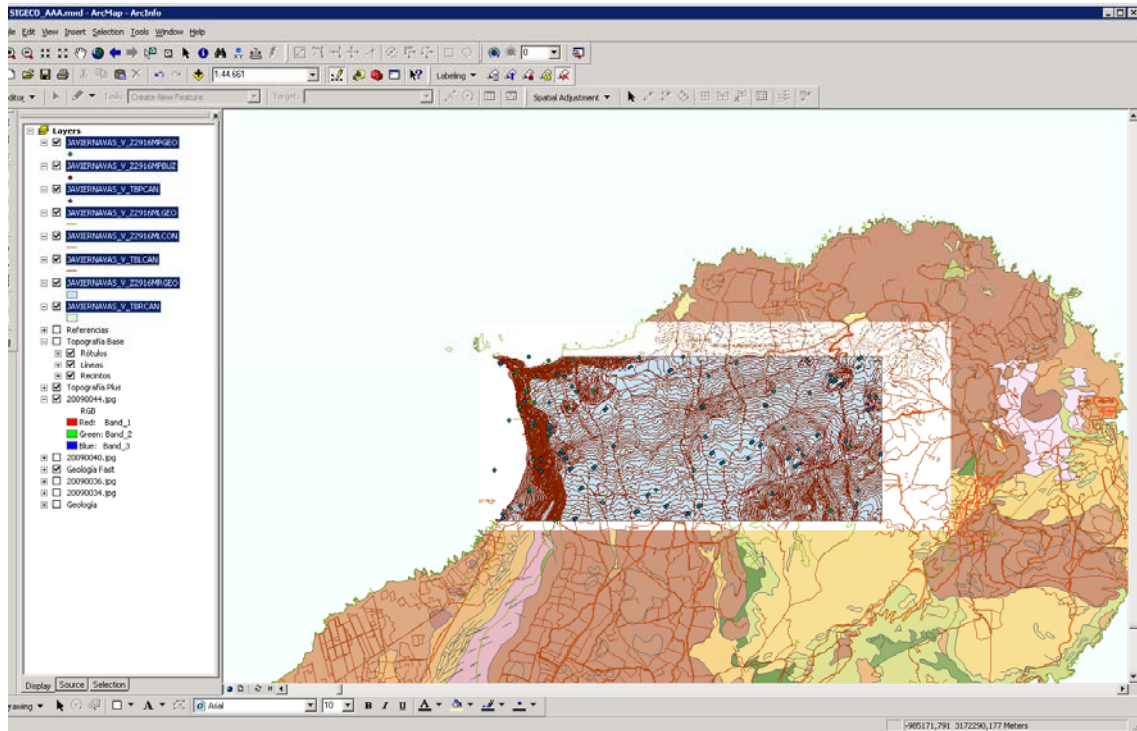 SIGECO_AAA.mxd - ArcMap - ArcInfo
File Edit View Insert Selection Tools Window Help
0
1:44.661
Labeling
Editor Task: Create New Feature Target: Spatial Adjustment
Layers
JAVIERNAVAS_V_Z2916MPGEO
JAVIERNAVAS_V_Z2916MPBUZ
JAVIERNAVAS_V_TBPCAN
JAVIERNAVAS_V_Z2916MLGEO
JAVIERNAVAS_V_Z2916MLCON
JAVIERNAVAS_V_TBLCAN
JAVIERNAVAS_V_Z2916MRGEO
JAVIERNAVAS_V_TBRCAN
Referencias
Topografía Base
Rótulos
Líneas
Recintos
Topografía Plus
20090044.jpg
RGB
Red: Band_1
Green: Band_2
Blue: Band_3
20090040.jpg
Geología Fast
20090036.jpg
20090034.jpg
Geología
Display Source Selection
Drawing A Arial 10 B I U A
-985171,791 3172290,177 Meters